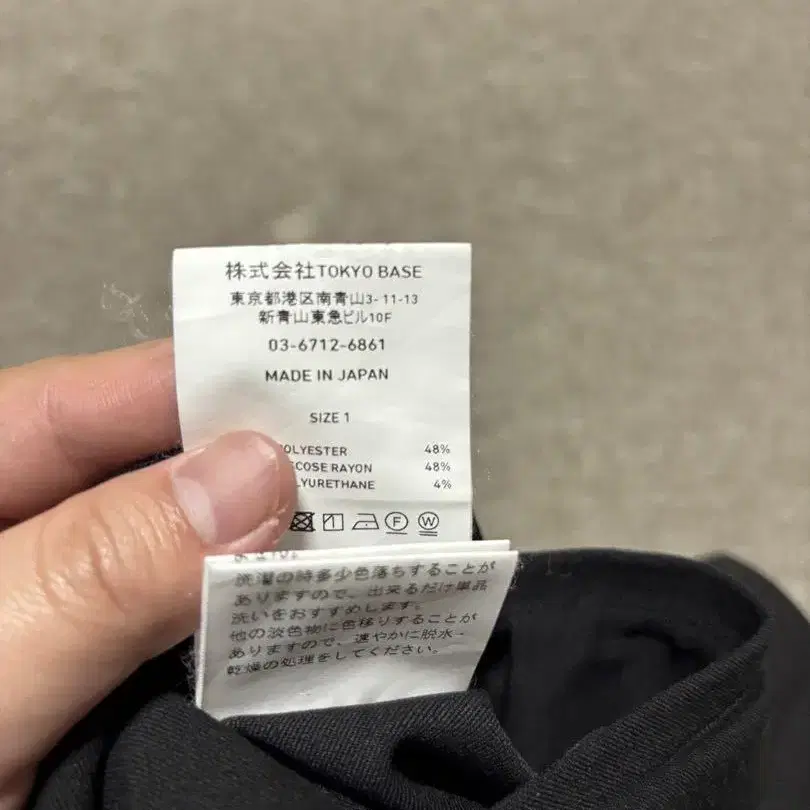 株式会社TOKYO BASE
東京都港区南青山3-11-13
新青山東急ビル10F
03-6712-6861
MADE IN JAPAN
SIZE 1
48%
RAYON 48%
4%
F W
洗濯の時多少色落ちすることが
ありますので、出来るだけ単品
洗いをおすすめします。
他の淡色物に色移りすることが
ありますので、速やかに脱水・
乾燥の処理をしてください。